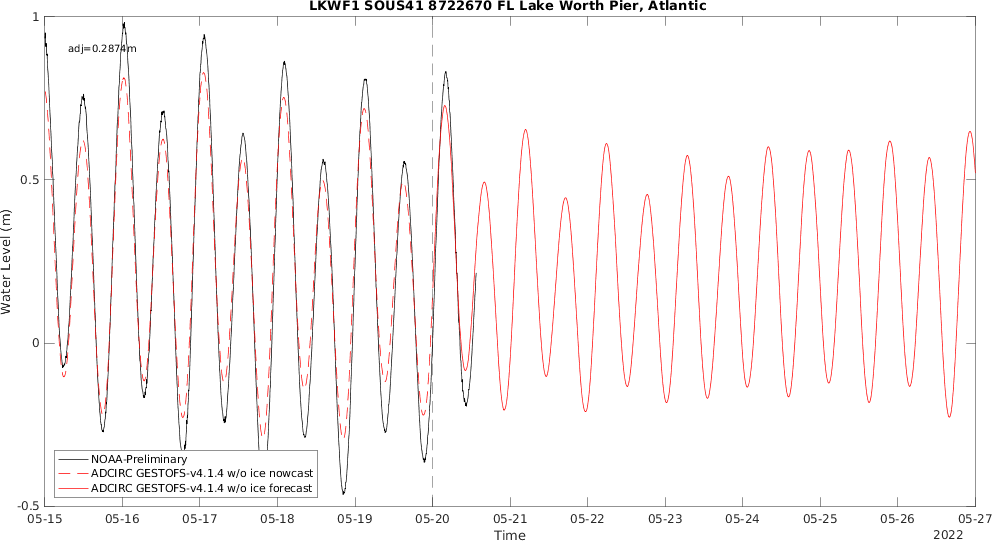 LKWF1 SOUS41 8722670 FL Lake Worth Pier, Atlantic
1
adj=0.2874m
0.5
Water Level (m)
0
NOAA-Preliminary
ADCIRC GESTOFS-v4.1.4 w/o ice nowcast
ADCIRC GESTOFS-v4.1.4 w/o ice forecast
-0.5
05-15 05-16 05-17 05-18 05-19 05-20 05-21 05-22 05-23 05-24 05-25 05-26 05-27
Time
2022